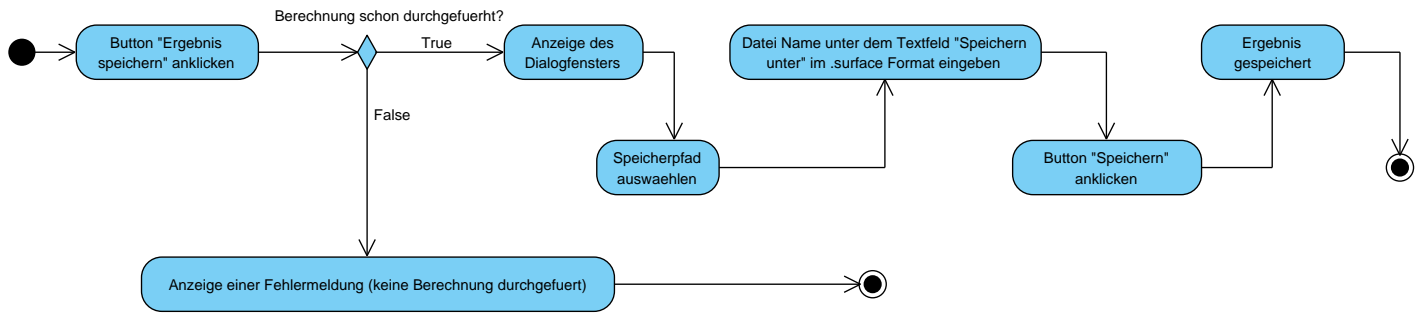 Berechnung schon durchgefuerht?
Button "Ergebnis
speichern" anklicken
True
Anzeige des
Dialogfensters
Datei Name unter dem Textfeld "Speichern
unter" im .surface Format eingeben
Ergebnis
gespeichert
False
Speicherpfad
auswaehlen
Button "Speichern"
anklicken
Anzeige einer Fehlermeldung (keine Berechnung durchgefuert)